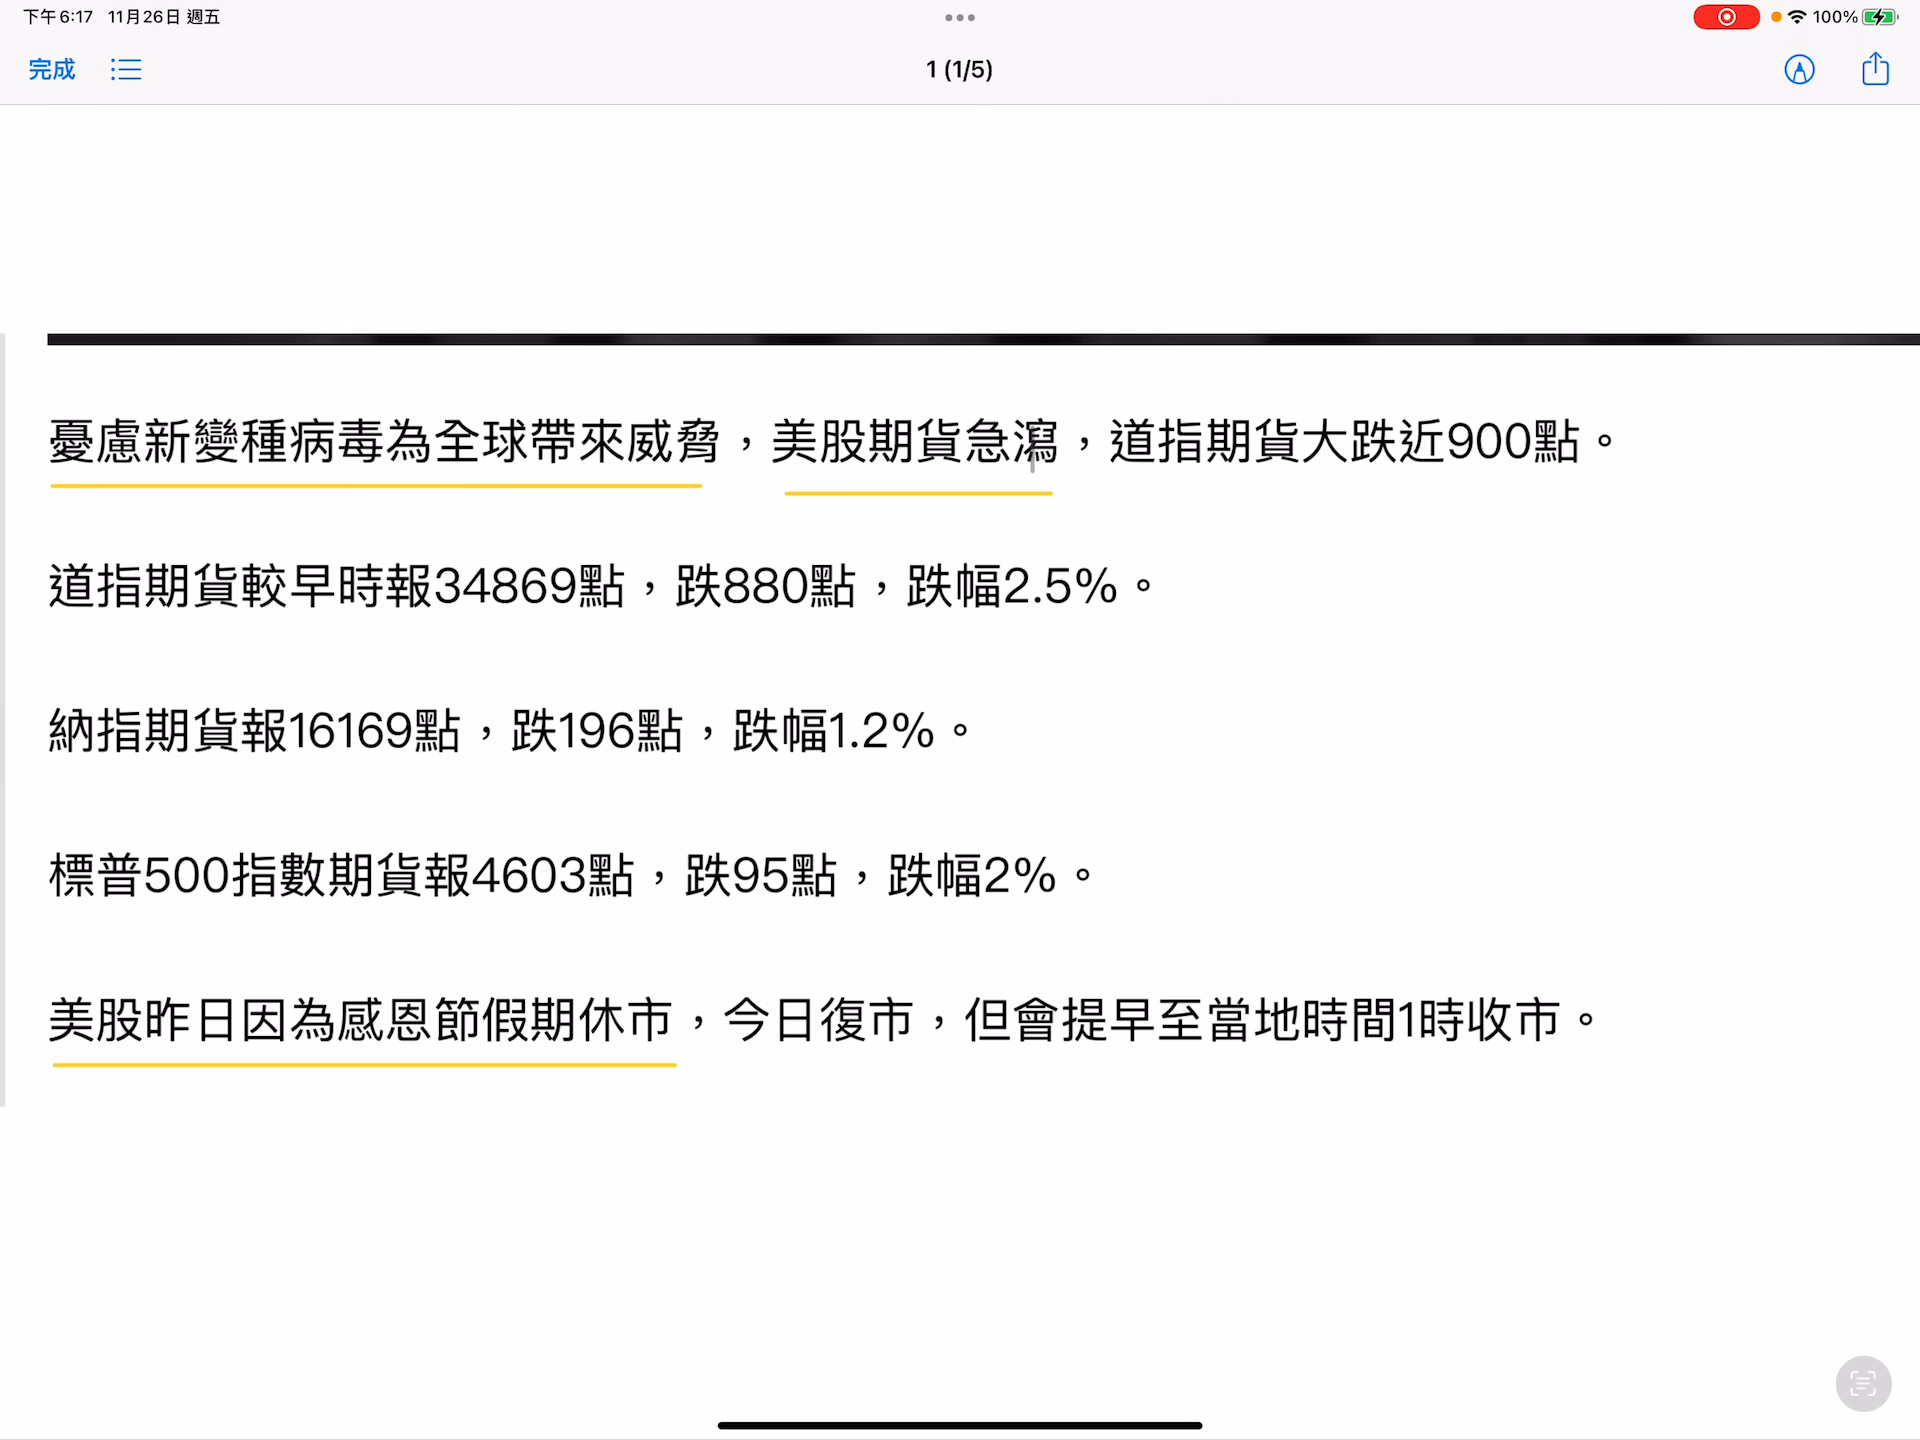 下午6:17 11月26日 週五
100%
完成
1 (1/5)
憂慮新變種病毒為全球帶來威脅，美股期貨急瀉，道指期貨大跌近900點。
道指期貨較早時報34869點，跌880點，跌幅2.5%。
納指期貨報16169點，跌196點，跌幅1.2%。
標普500指數期貨報4603點，跌95點，跌幅2%。
美股昨日因為感恩節假期休市，今日復市，但會提早至當地時間1時收市。